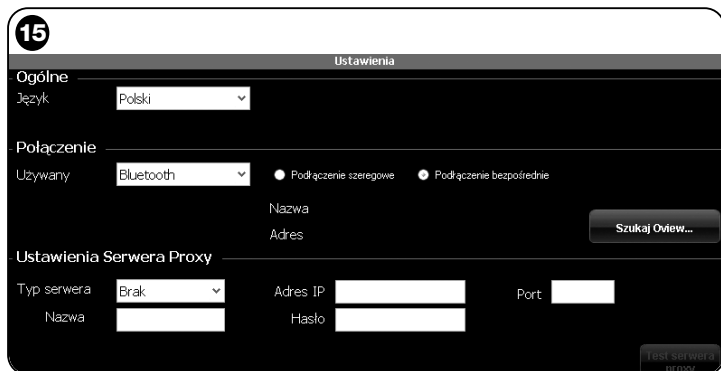 15
Ustawienia
Ogólne
Język Polski
Połączenie
Używany Bluetooth Podłączenie szeregowe Podłączenie bezpośrednie
Nazwa
Adres Szukaj Oview...
Ustawienia Serwera Proxy
Typ serwera Brak Adres IP Port
Nazwa Hasło
Test serwera
proxy